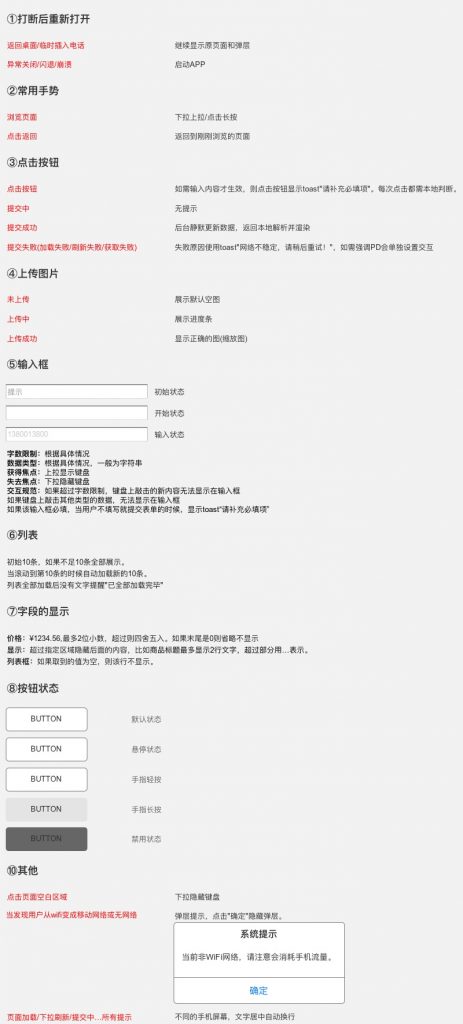 ①打断后重新打开
返回桌面/临时插入电话 继续显示原页面和弹层
异常关闭/闪退/崩溃 启动APP
②常用手势
浏览页面 下拉上拉/点击长按
点击返回 返回到刚刚浏览的页面
③点击按钮
点击按钮 如需输入内容才生效，则点击按钮显示toast"请补充必填项"。每次点击都需本地判断。
提交中 无提示
提交成功 后台静默更新数据，返回本地解析并渲染
提交失败(加载失败/刷新失败/获取失败) 失败原因使用toast"网络不稳定，请稍后重试！"，如需强调PD会单独设置交互
④上传图片
未上传 展示默认空图
上传中 展示进度条
上传成功 显示正确的图(缩放图)
⑤输入框
提示 初始状态
开始状态
1380013800 输入状态
字数限制：根据具体情况
数据类型：根据具体情况，一般为字符串
获得焦点：上拉显示键盘
失去焦点：下拉隐藏键盘
交互规范：如果超过字数限制，键盘上敲击的新内容无法显示在输入框
如果键盘上敲击其他类型的数据，无法显示在输入框
如果该输入框必填，当用户不填写就提交表单的时候，显示toast"请补充必填项"
⑥列表
初始10条，如果不足10条全部展示。
当滚动到第10条的时候自动加载新的10条。
列表全部加载后没有文字提醒"已全部加载完毕"
⑦字段的显示
价格：¥1234.56,最多2位小数，超过则四舍五入。如果末尾是0则省略不显示
显示：超过指定区域隐藏后面的内容，比如商品标题最多显示2行文字，超过部分用...表示。
列表框：如果取到的值为空，则该行不显示。
⑧按钮状态
BUTTON 默认状态
BUTTON 悬停状态
BUTTON 手指轻按
BUTTON 手指长按
BUTTON 禁用状态
⑩其他
点击页面空白区域 下拉隐藏键盘
当发现用户从wifi变成移动网络或无网络 弹层提示，点击"确定"隐藏弹层。
系统提示
当前非WiFi网络，请注意会消耗手机流量。
确定
页面加载/下拉刷新/提交中...所有提示 不同的手机屏幕，文字居中自动换行